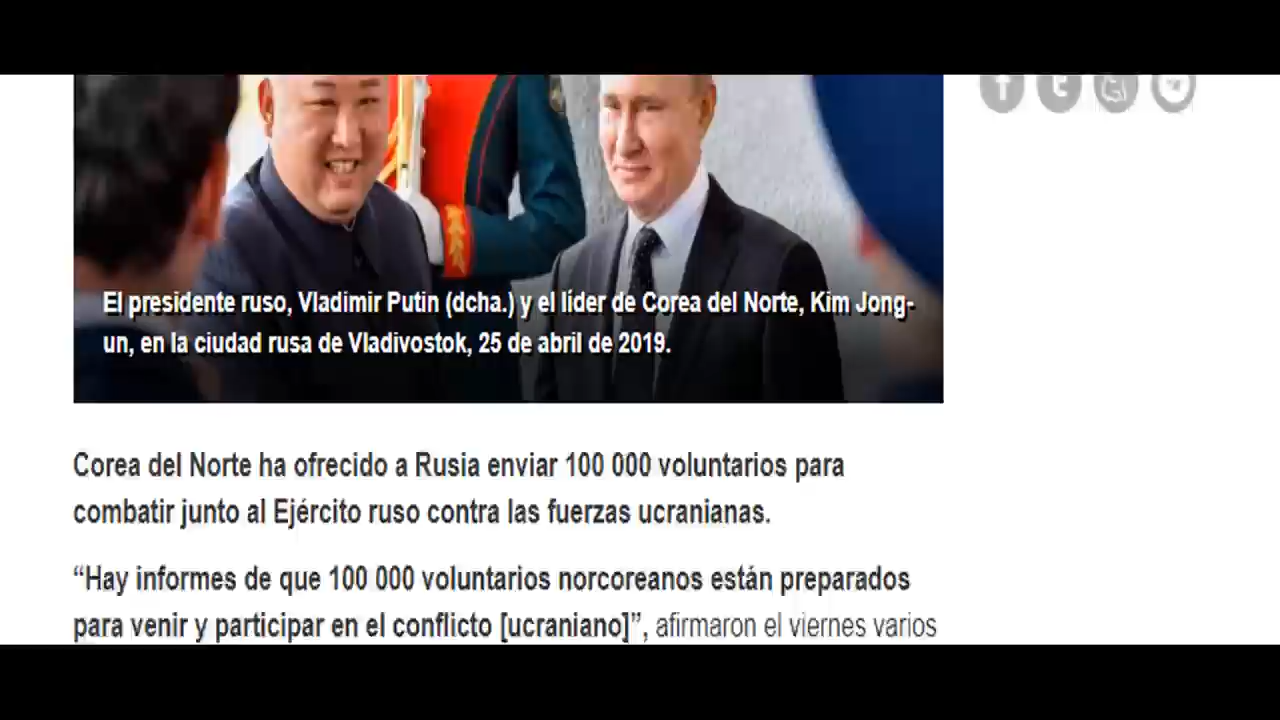 El presidente ruso, Vladimir Putin (dcha.) y el líder de Corea del Norte, Kim Jong-
un, en la ciudad rusa de Vladivostok, 25 de abril de 2019.
Corea del Norte ha ofrecido a Rusia enviar 100 000 voluntarios para
combatir junto al Ejército ruso contra las fuerzas ucranianas.
“Hay informes de que 100 000 voluntarios norcoreanos están preparados
para venir y participar en el conflicto [ucraniano]”, afirmaron el viernes varios